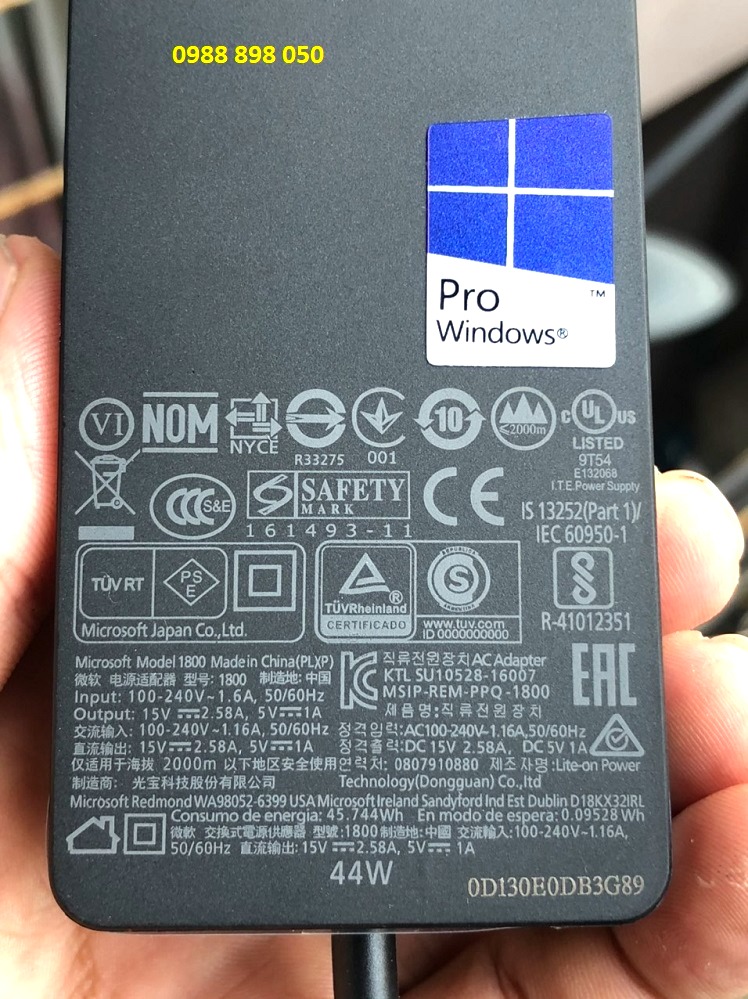 0988 898 050
Pro ™
Windows®
VI NOM NYCE R33275 001 10 ≤2000m c UL US
LISTED
9T54
E132068
I.T.E. Power Supply
CCC S&E S SAFETY MARK CE
161493-11
IS 13252(Part 1)/
IEC 60950-1
TÜV RT PS E
Microsoft Japan Co.,Ltd.
TÜVRheinland ®
CERTIFICADO
S
www.tuv.com
ID 0000000000
R-41012351
Microsoft Model 1800 Made in China(PLXP)
微软 电源适配器 型号: 1800 制造地: 中国
Input: 100-240V~1.6A, 50/60Hz
Output: 15V⎓2.58A, 5V⎓1A
交流输入: 100-240V~1.16A, 50/60Hz
直流输出: 15V⎓2.58A, 5V⎓1A
仅适用于海拔 2000m 以下地区安全使用
制造商: 光宝科技股份有限公司
직류전원장치 AC Adapter
KTL SU10528-16007
MSIP-REM-PPQ-1800
제품명:직류전원장치
EAC
정격입력:AC100-240V~1.16A,50/60Hz
정격출력:DC 15V 2.58A, DC 5V 1A
연락처: 0807910880 제조자명:Lite-on Power
Technology(Dongguan) Co.,ltd
Microsoft Redmond WA98052-6399 USA Microsoft Ireland Sandyford Ind Est Dublin D18KX32IRL
Consumo de energia: 45.744Wh En modo de espera: 0.09528 Wh
微軟 交換式電源供應器 型號:1800 制造地: 中國 交流輸入:100-240V~1.16A,
50/60Hz 直流输出: 15V⎓2.58A, 5V⎓1A
44W
0D130E0DB3G89